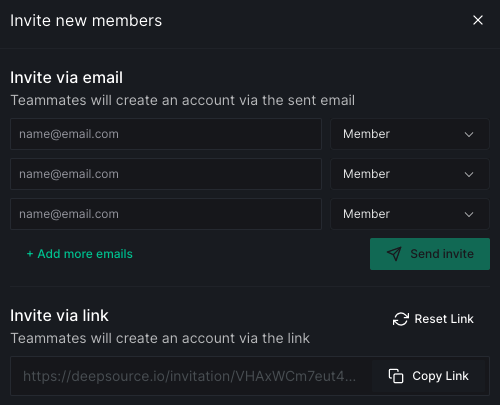 Invite new members
Invite via email
Teammates will create an account via the sent email
name@email.com Member
name@email.com Member
name@email.com Member
+ Add more emails Send invite
Invite via link Reset Link
Teammates will create an account via the link
https://deepsource.io/invitation/VHAxWCm7eut4... Copy Link